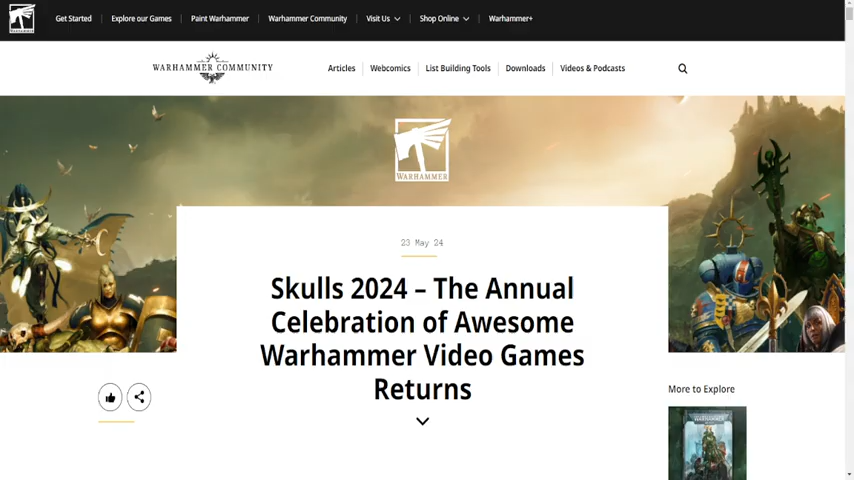 Get Started
Explore our Games
Paint Warhammer
Warhammer Community
Visit Us
Shop Online
Warhammer+
WARHAMMER COMMUNITY
Articles
Webcomics
List Building Tools
Downloads
Videos & Podcasts
WARHAMMER
23 May 24
Skulls 2024 – The Annual
Celebration of Awesome
Warhammer Video Games
Returns
More to Explore
WARHAMMER